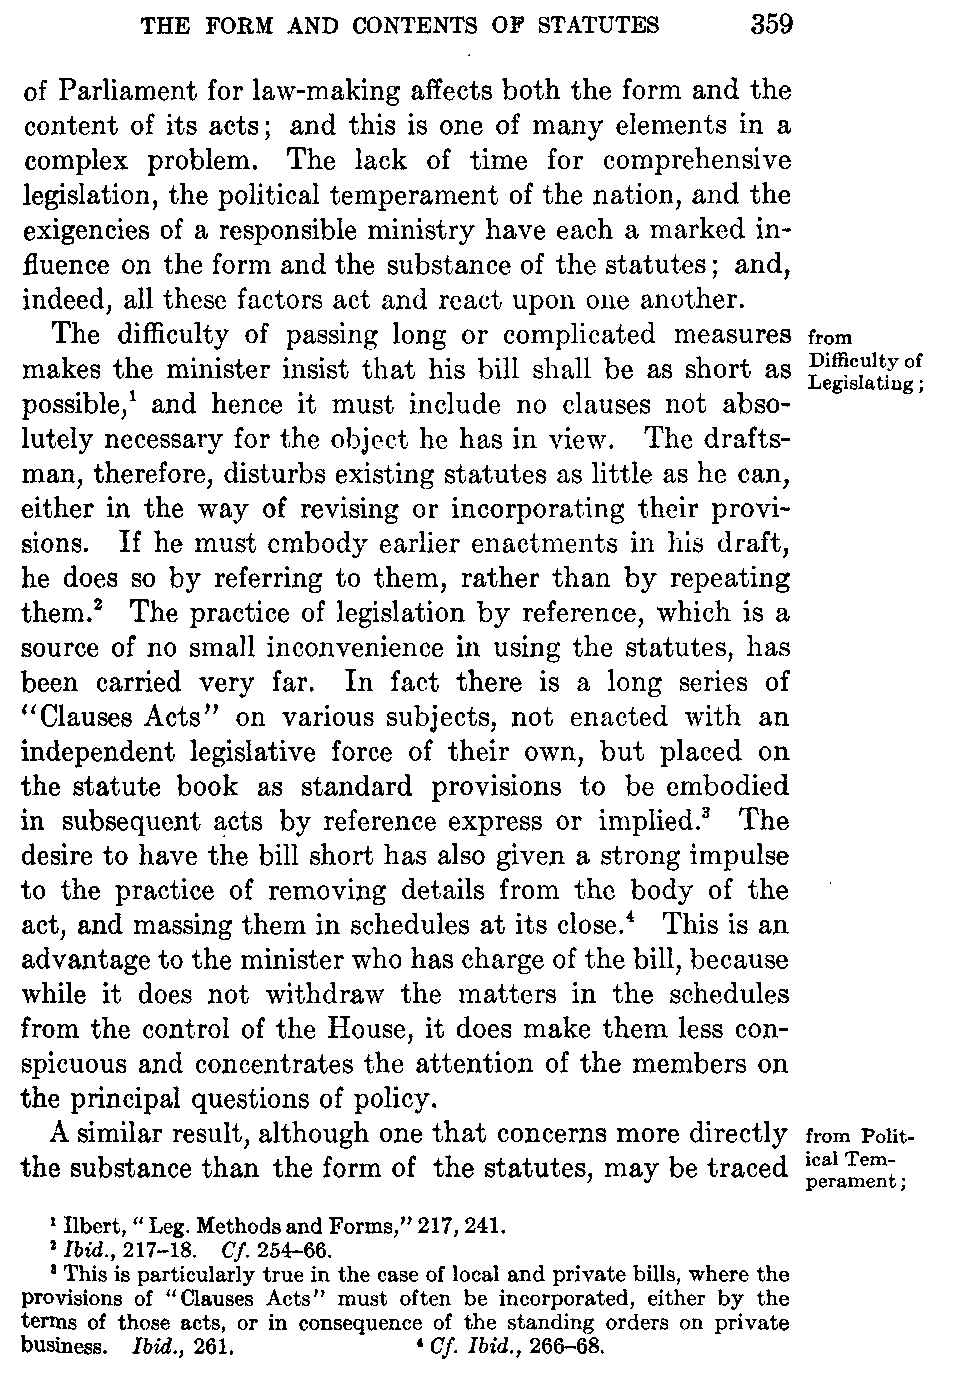 THE FORM AND CONTENTS OF STATUTES 359
of Parliament for law-making affects both the form and the
content of its acts; and this is one of many elements in a
complex problem. The lack of time for comprehensive
legislation, the political temperament of the nation, and the
exigencies of a responsible ministry have each a marked in-
fluence on the form and the substance of the statutes; and,
indeed, all these factors act and react upon one another.
The difficulty of passing long or complicated measures
from
Difficulty of
Legislating;
makes the minister insist that his bill shall be as short as
possible,¹ and hence it must include no clauses not abso-
lutely necessary for the object he has in view. The drafts-
man, therefore, disturbs existing statutes as little as he can,
either in the way of revising or incorporating their provi-
sions. If he must embody earlier enactments in his draft,
he does so by referring to them, rather than by repeating
them.² The practice of legislation by reference, which is a
source of no small inconvenience in using the statutes, has
been carried very far. In fact there is a long series of
"Clauses Acts" on various subjects, not enacted with an
independent legislative force of their own, but placed on
the statute book as standard provisions to be embodied
in subsequent acts by reference express or implied.³ The
desire to have the bill short has also given a strong impulse
to the practice of removing details from the body of the
act, and massing them in schedules at its close.⁴ This is an
advantage to the minister who has charge of the bill, because
while it does not withdraw the matters in the schedules
from the control of the House, it does make them less con-
spicuous and concentrates the attention of the members on
the principal questions of policy.
A similar result, although one that concerns more directly
from Polit-
ical Tem-
perament;
the substance than the form of the statutes, may be traced
¹ Ilbert, "Leg. Methods and Forms," 217, 241.
² Ibid., 217–18. Cf. 254–66.
³ This is particularly true in the case of local and private bills, where the
provisions of "Clauses Acts" must often be incorporated, either by the
terms of those acts, or in consequence of the standing orders on private
business. Ibid., 261. ⁴ Cf. Ibid., 266–68.